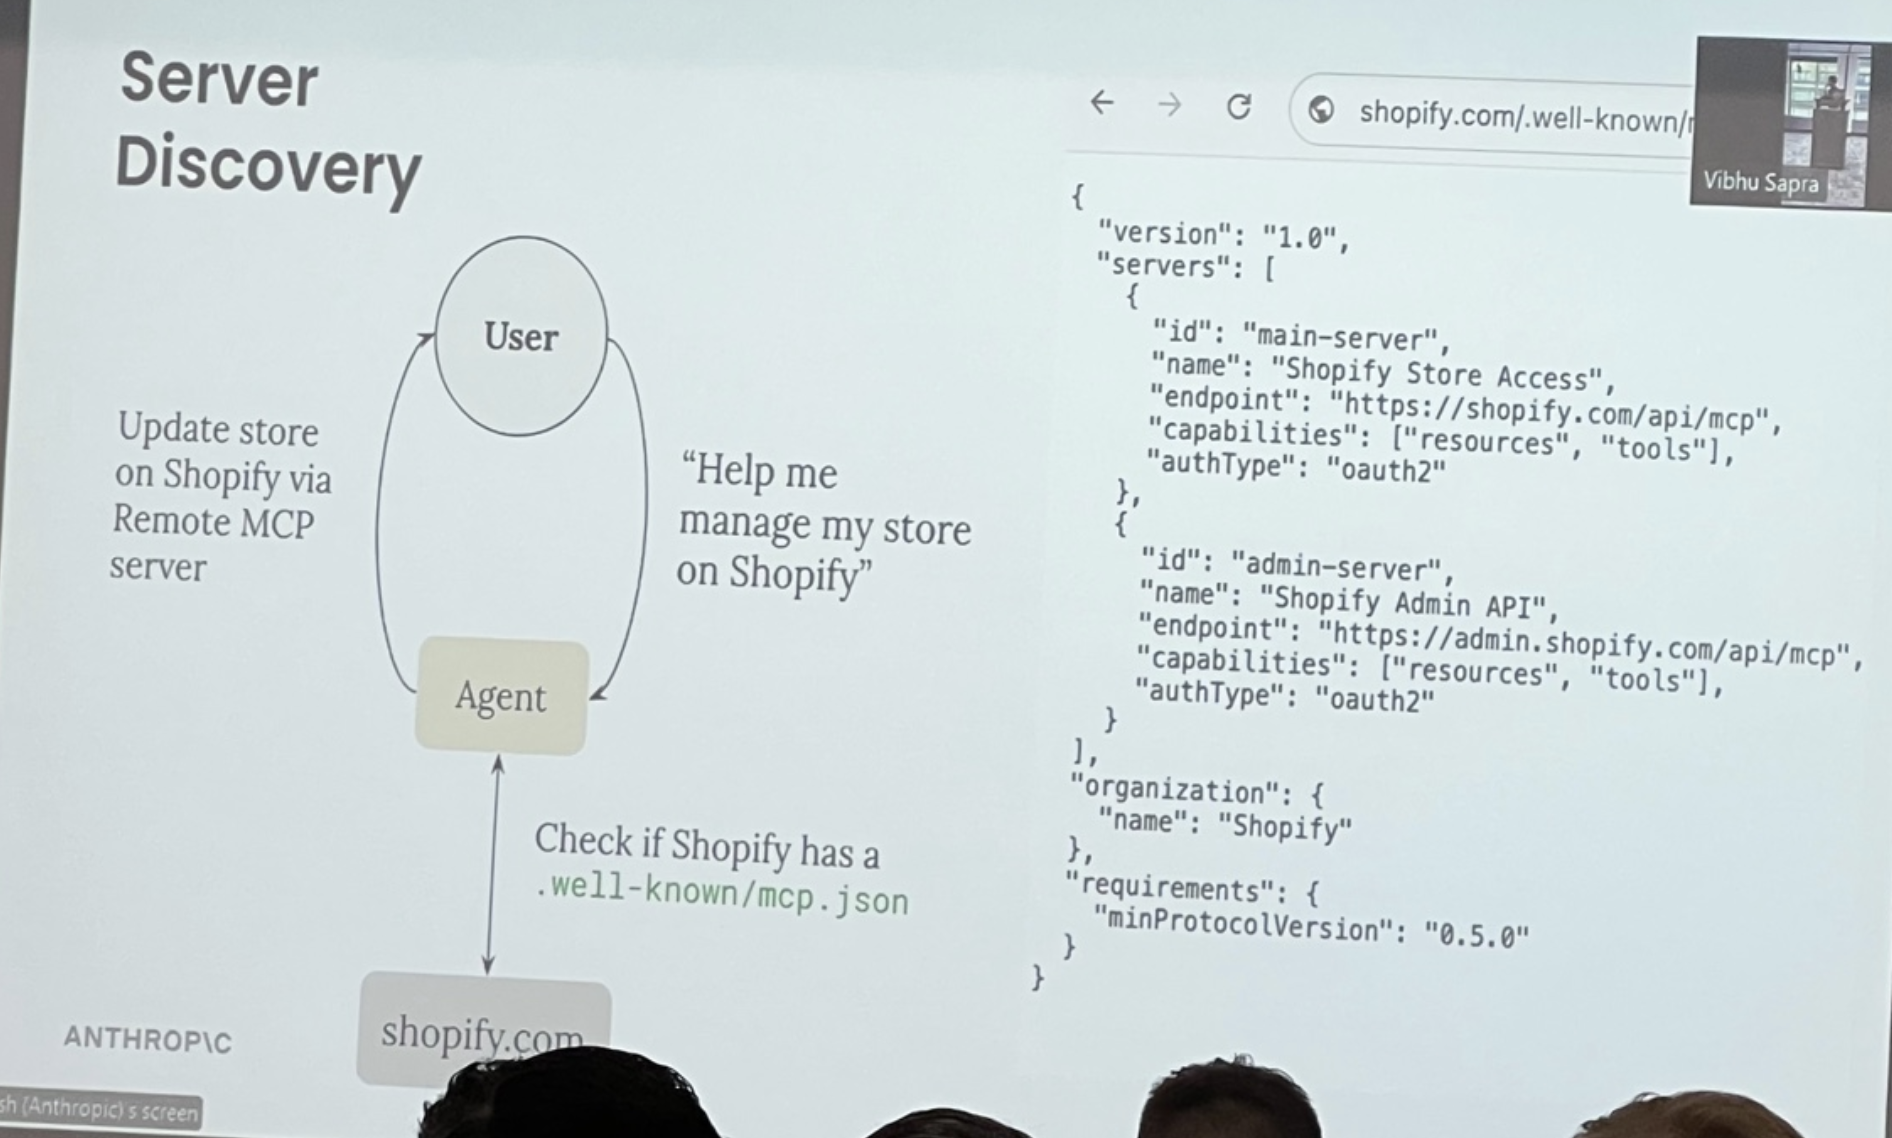 Server
Discovery
User
Update store
on Shopify via
Remote MCP
server
“Help me
manage my store
on Shopify”
Agent
Check if Shopify has a
.well-known/mcp.json
shopify.com
ANTHROP\C
(Anthropic) s screen
shopify.com/.well-known/
Vibhu Sapra
{
"version": "1.0",
"servers": [
{
"id": "main-server",
"name": "Shopify Store Access",
"endpoint": "https://shopify.com/api/mcp",
"capabilities": ["resources", "tools"],
"authType": "oauth2"
},
{
"id": "admin-server",
"name": "Shopify Admin API",
"endpoint": "https://admin.shopify.com/api/mcp",
"capabilities": ["resources", "tools"],
"authType": "oauth2"
}
],
"organization": {
"name": "Shopify"
},
"requirements": {
"minProtocolVersion": "0.5.0"
}
}